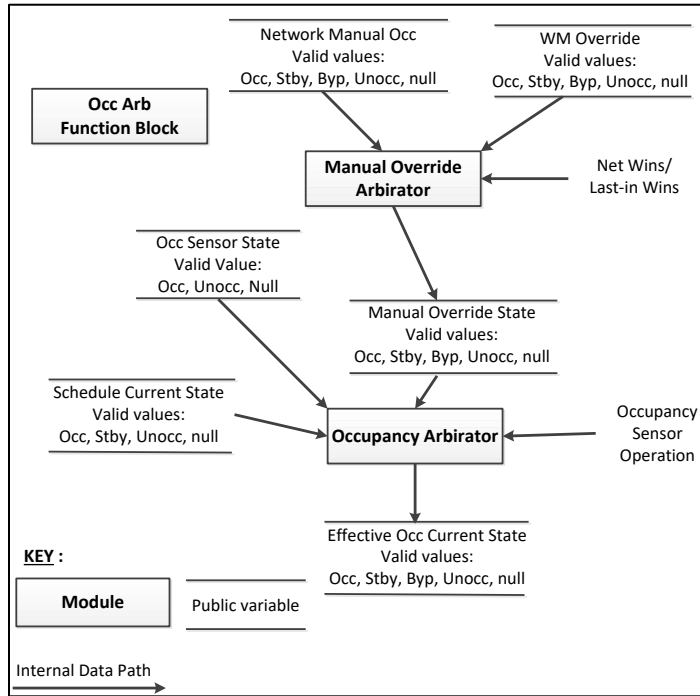 Network Manual Occ
Valid values:
Occ, Stby, Byp, Unocc, null
WM Override
Valid values:
Occ, Stby, Byp, Unocc, null
Occ Arb
Function Block
Manual Override
Arbirator
Net Wins/
Last-in Wins
Occ Sensor State
Valid Value:
Occ, Unocc, Null
Manual Override State
Valid values:
Occ, Stby, Byp, Unocc, null
Schedule Current State
Valid values:
Occ, Stby, Unocc, null
Occupancy Arbirator
Occupancy
Sensor
Operation
Effective Occ Current State
Valid values:
Occ, Stby, Byp, Unocc, null
KEY :
Module
Public variable
Internal Data Path